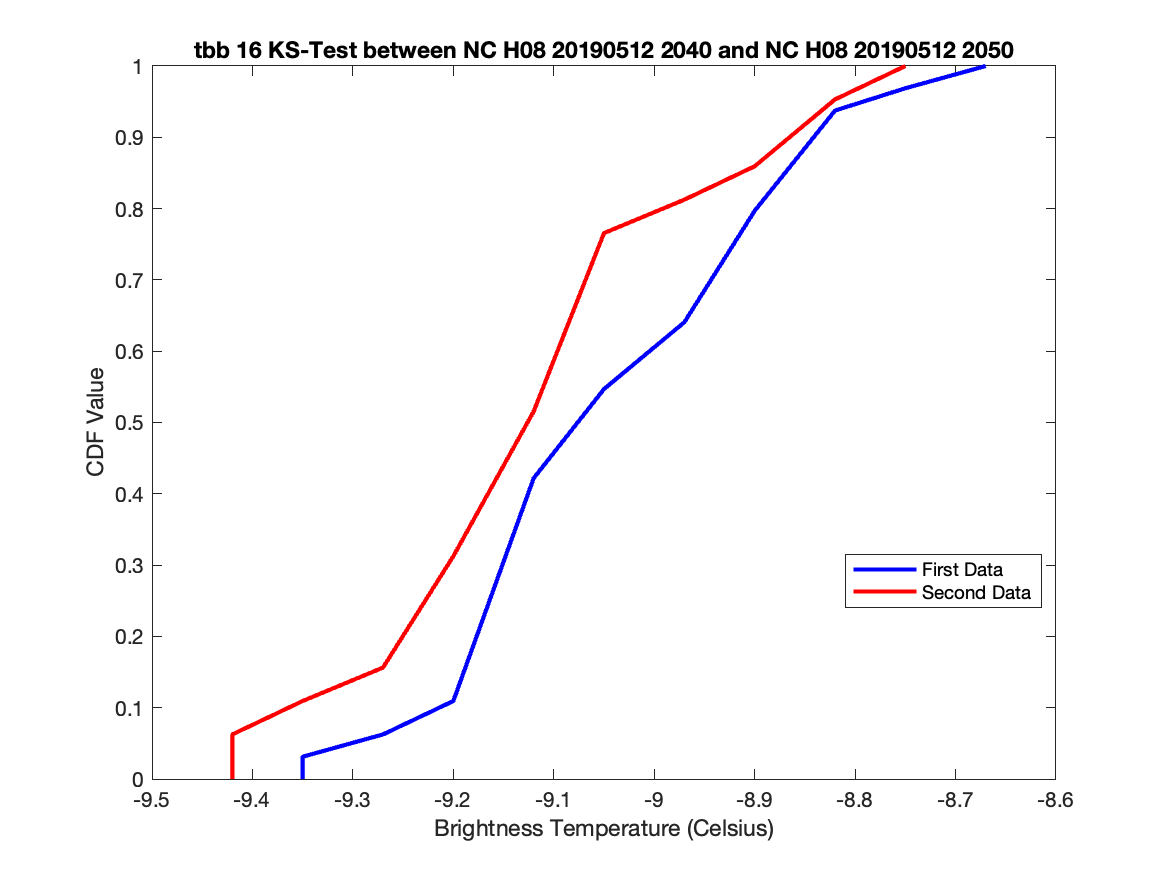 tbb 16 KS-Test between NC H08 20190512 2040 and NC H08 20190512 2050
1
0.9
0.8
0.7
0.6
0.5
0.4
0.3
0.2
0.1
0
CDF Value
First Data
Second Data
-9.5 -9.4 -9.3 -9.2 -9.1 -9 -8.9 -8.8 -8.7 -8.6
Brightness Temperature (Celsius)